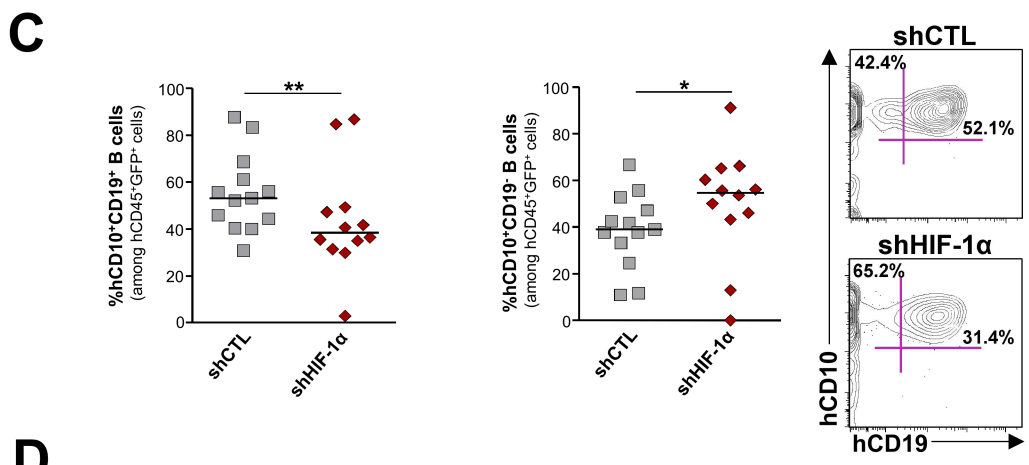 C
%hCD10⁺CD19⁺ B cells
(among hCD45⁺GFP⁺ cells)
100
80
60
40
20
0
**
shCTL
shHIF-1α
%hCD10⁺CD19⁻ B cells
(among hCD45⁺GFP⁺ cells)
100
80
60
40
20
0
*
shCTL
shHIF-1α
shCTL
42.4%
52.1%
shHIF-1α
65.2%
31.4%
hCD10
hCD19
D